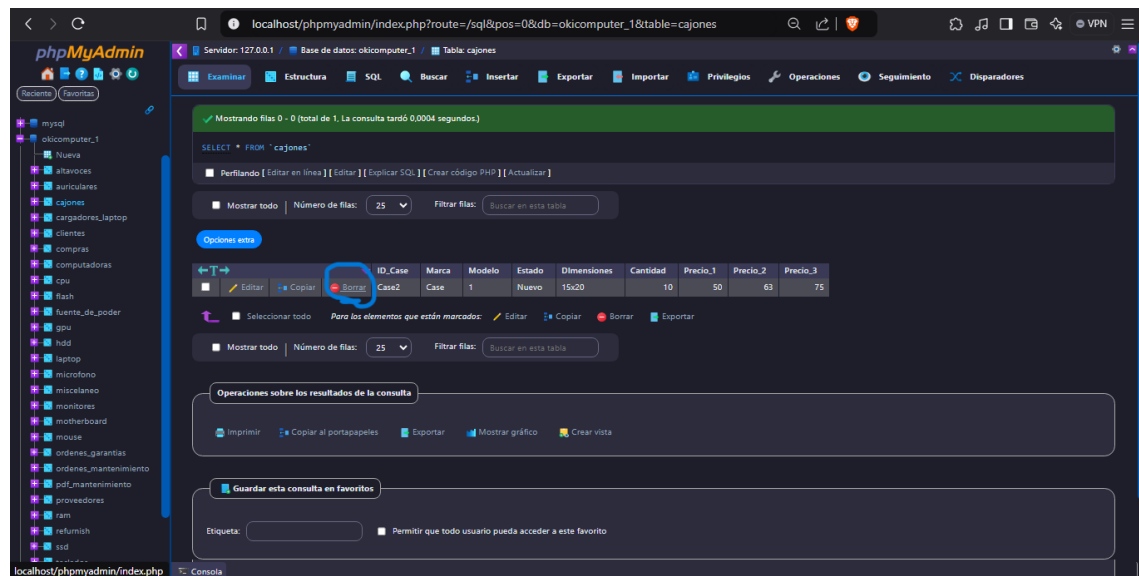 localhost/phpmyadmin/index.php?route=/sql&pos=0&db=okicomputer_1&table=cajones
VPN
phpMyAdmin
Reciente Favoritas
mysql
okicomputer_1
Nueva
altavoces
auriculares
cajones
cargadores_laptop
clientes
compras
computadoras
cpu
flash
fuente_de_poder
gpu
hdd
laptop
microfono
miscelaneo
monitores
motherboard
mouse
ordenes_garantias
ordenes_mantenimiento
pdf_mantenimiento
proveedores
ram
refurnish
ssd
localhost/phpmyadmin/index.php
Servidor: 127.0.0.1 / Base de datos: okicomputer_1 / Tabla: cajones
Examinar Estructura SQL Buscar Insertar Exportar Importar Privilegios Operaciones Seguimiento Disparadores
Mostrando filas 0 - 0 (total de 1, La consulta tardó 0,0004 segundos.)
SELECT * FROM `cajones`
Perfilando [ Editar en línea ] [ Editar ] [ Explicar SQL ] [ Crear código PHP ] [ Actualizar ]
Mostrar todo | Número de filas: 25 Filtrar filas: Buscar en esta tabla
Opciones extra
←T→ ID_Case Marca Modelo Estado DImensiones Cantidad Precio_1 Precio_2 Precio_3
Editar Copiar Borrar Case2 Case 1 Nuevo 15x20 10 50 63 75
Seleccionar todo Para los elementos que están marcados: Editar Copiar Borrar Exportar
Mostrar todo | Número de filas: 25 Filtrar filas: Buscar en esta tabla
Operaciones sobre los resultados de la consulta
Imprimir Copiar al portapapeles Exportar Mostrar gráfico Crear vista
Guardar esta consulta en favoritos
Etiqueta: Permitir que todo usuario pueda acceder a este favorito
Consola